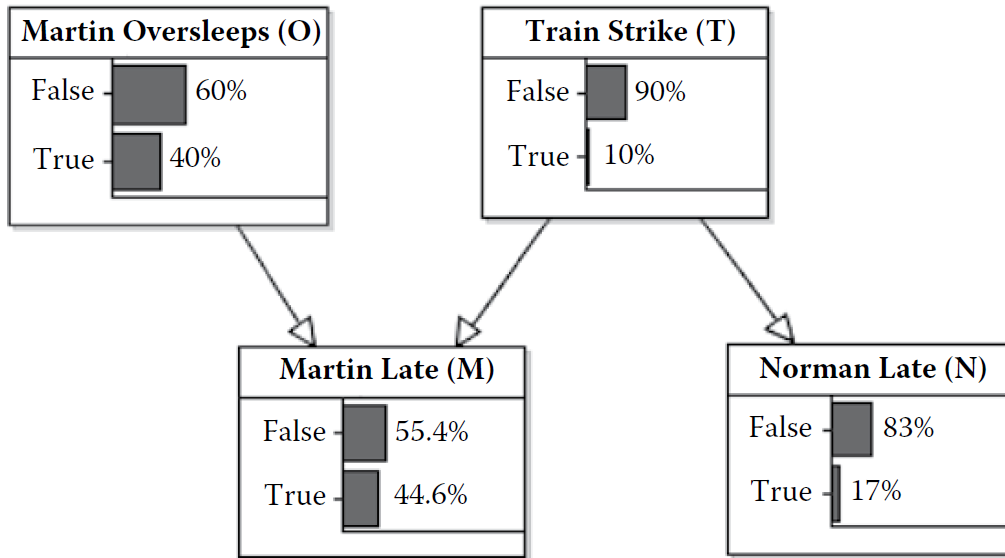 Martin Oversleeps (O)
False 60%
True 40%
Train Strike (T)
False 90%
True 10%
Martin Late (M)
False 55.4%
True 44.6%
Norman Late (N)
False 83%
True 17%